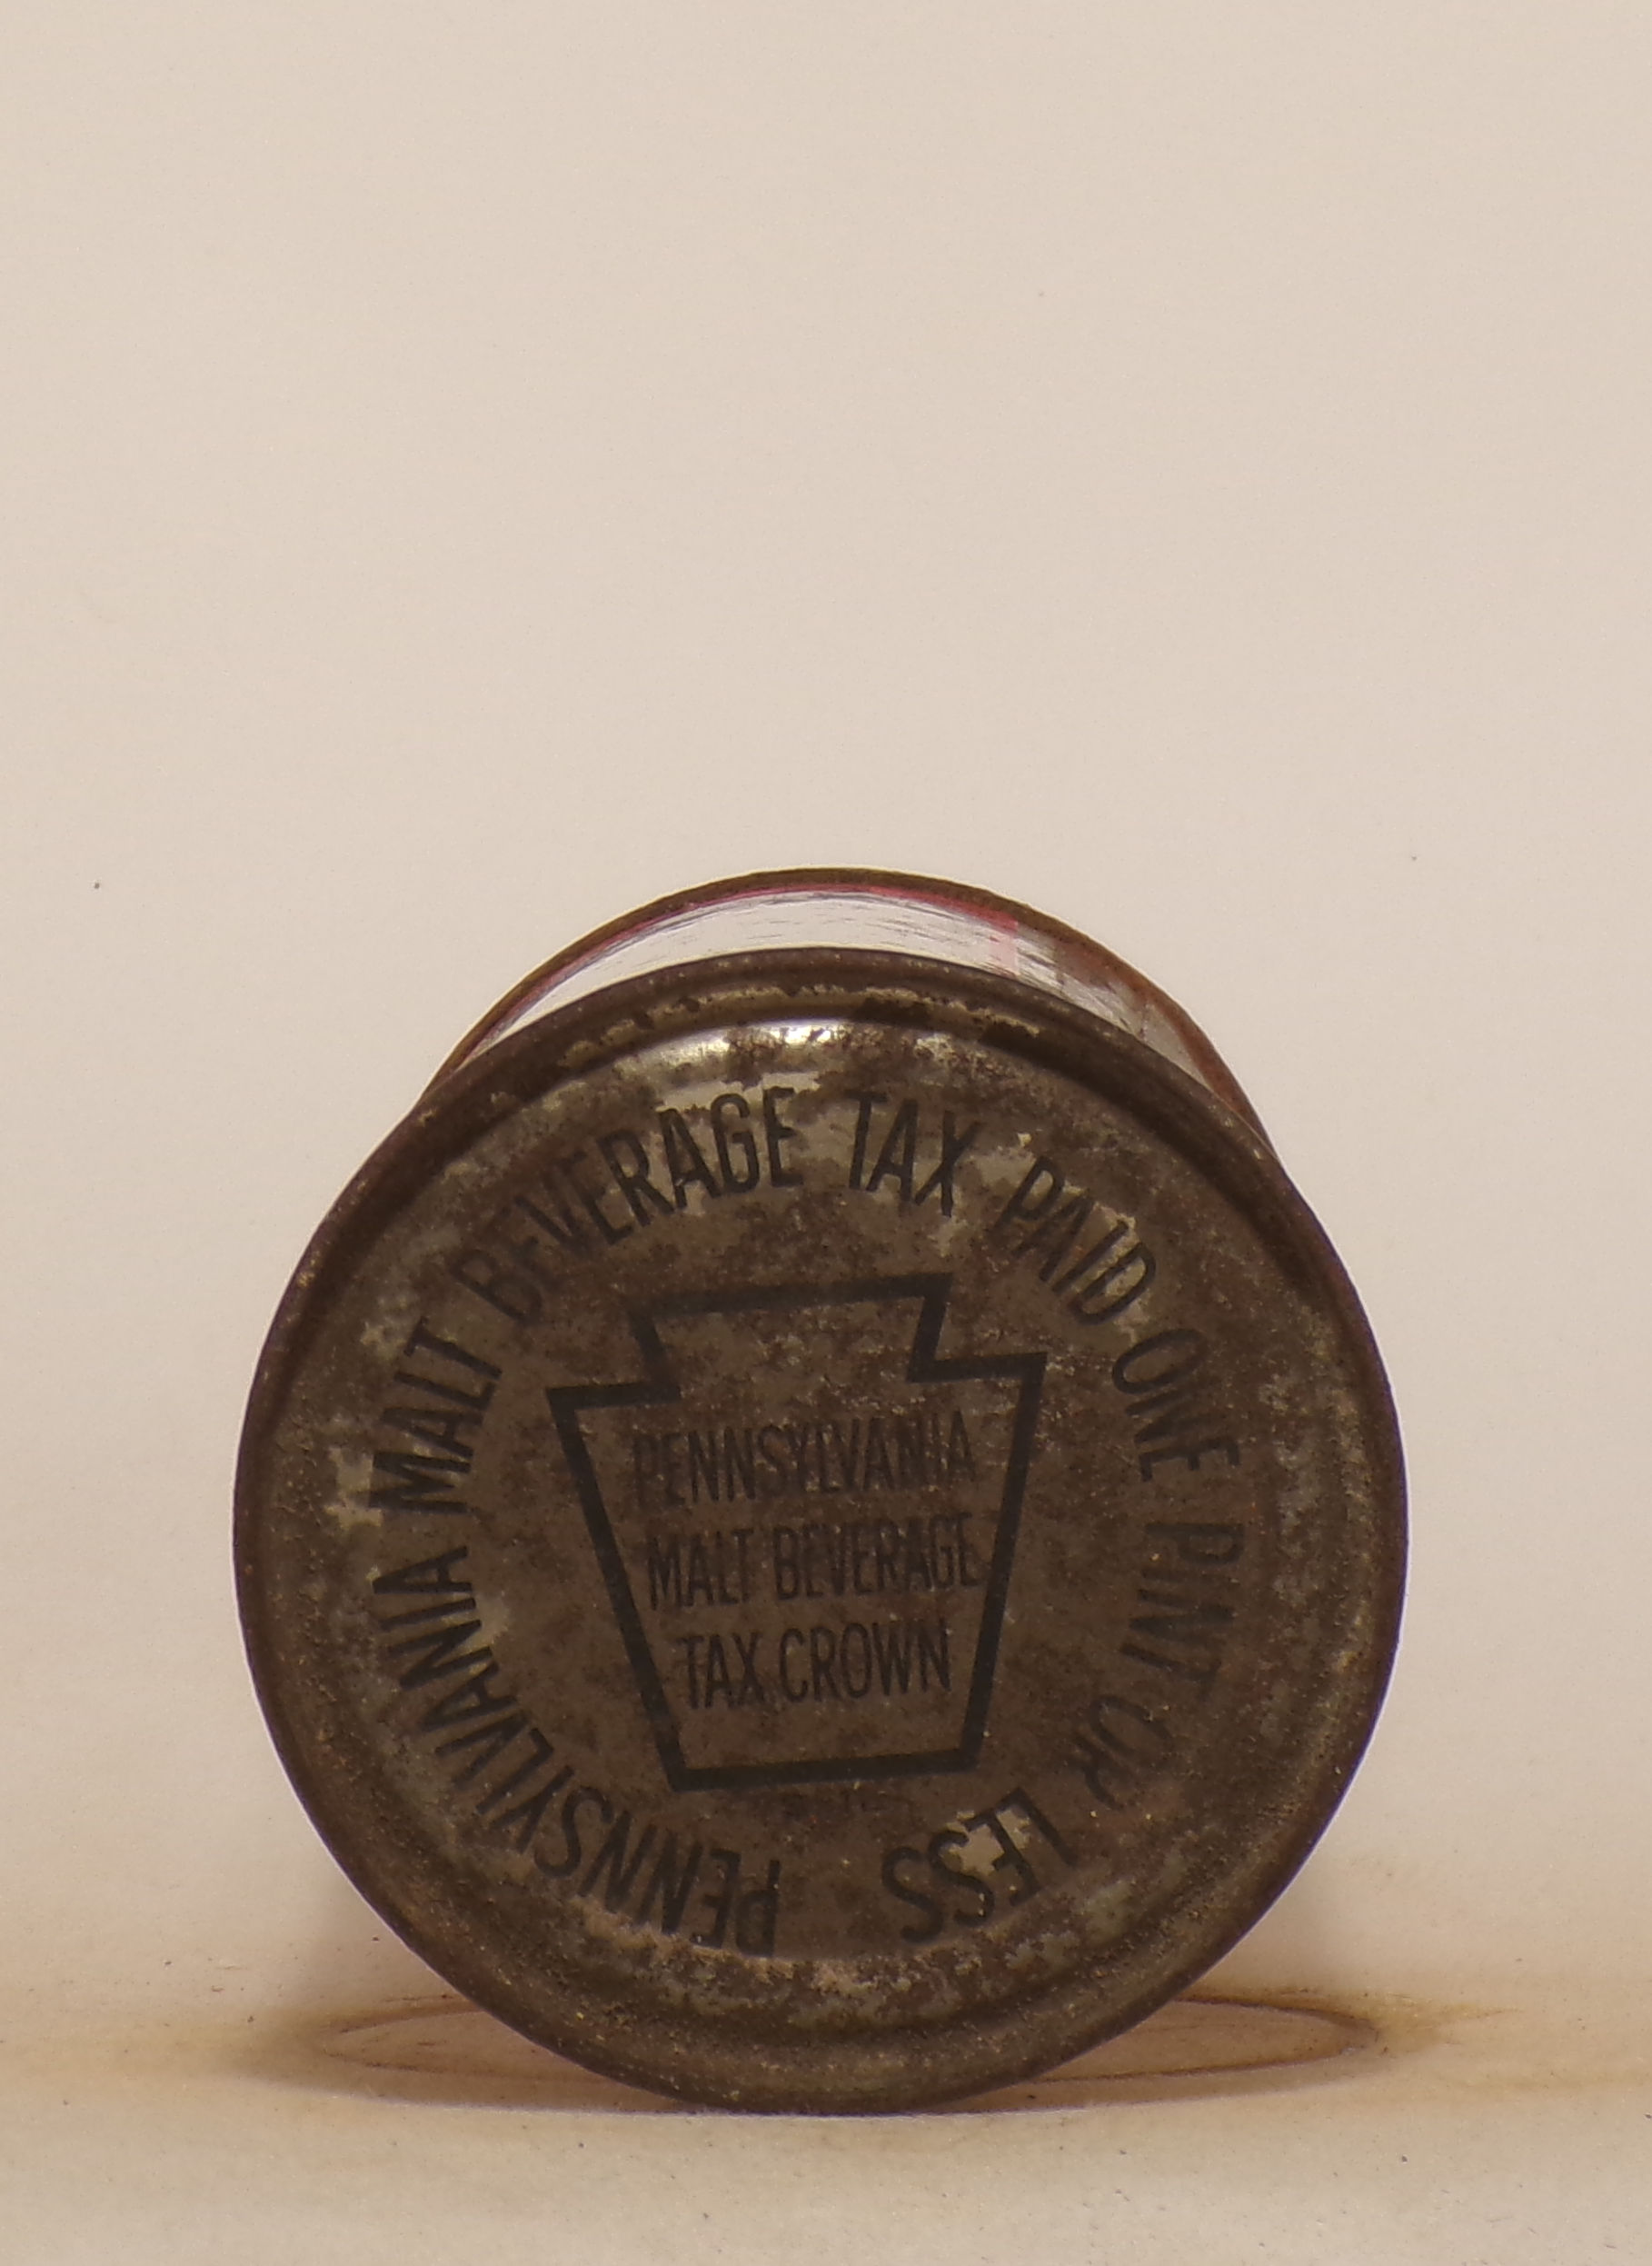 PENNSYLVANIA MALT BEVERAGE TAX PAID ONE PINT OR LESS
PENNSYLVANIA
MALT BEVERAGE
TAX CROWN